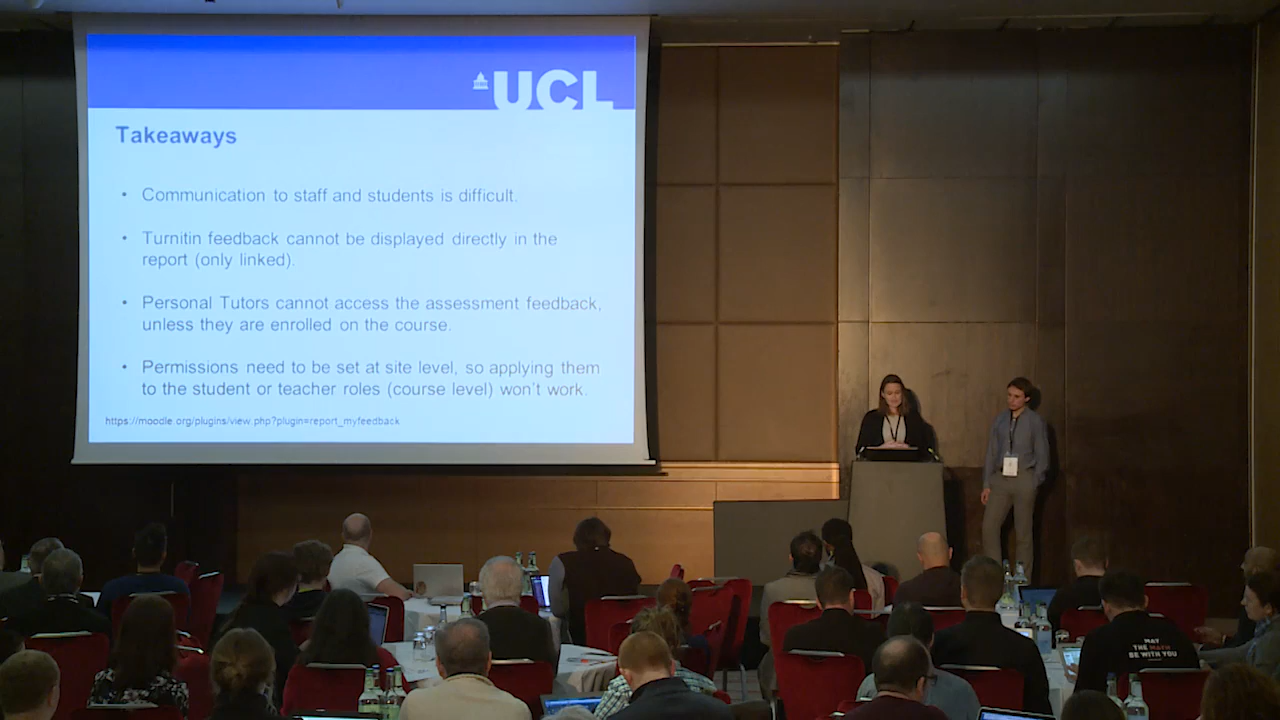 UCL
Takeaways
• Communication to staff and students is difficult.
• Turnitin feedback cannot be displayed directly in the
report (only linked).
• Personal Tutors cannot access the assessment feedback,
unless they are enrolled on the course.
• Permissions need to be set at site level, so applying them
to the student or teacher roles (course level) won't work.
https://moodle.org/plugins/view.php?plugin=report_myfeedback
MAY
THE MATH
BE WITH YOU